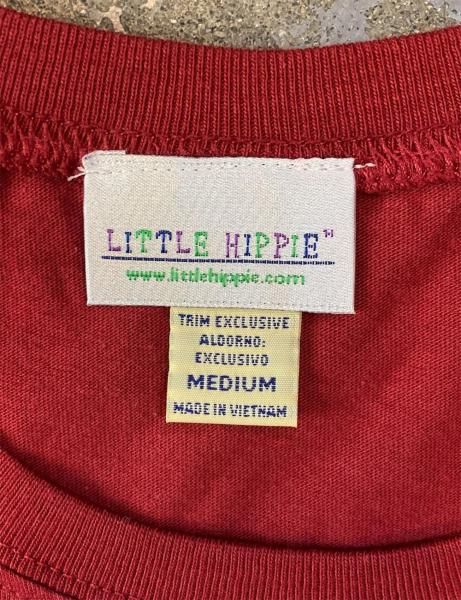 LITTLE HIPPIE™
www.littlehippie.com
TRIM EXCLUSIVE
ALDORNO:
EXCLUSIVO
MEDIUM
MADE IN VIETNAM